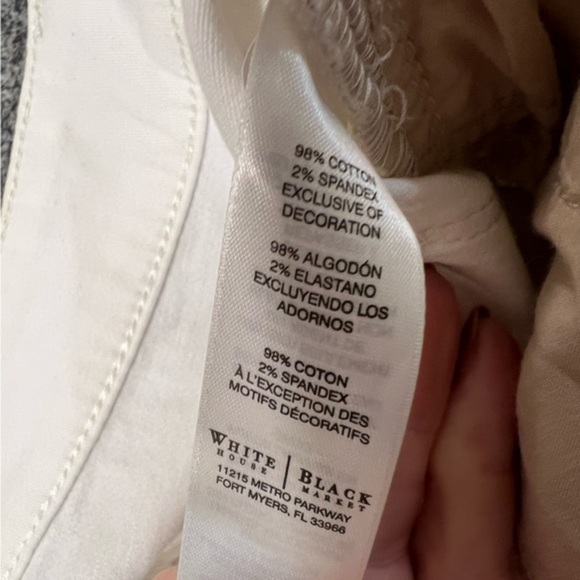 98% COTTON
2% SPANDEX
EXCLUSIVE OF
DECORATION
98% ALGODÓN
2% ELASTANO
EXCLUYENDO LOS
ADORNOS
98% COTON
2% SPANDEX
À L'EXCEPTION DES
MOTIFS DÉCORATIFS
WHITE | BLACK
HOUSE | MARKET
11215 METRO PARKWAY
FORT MYERS, FL 33966